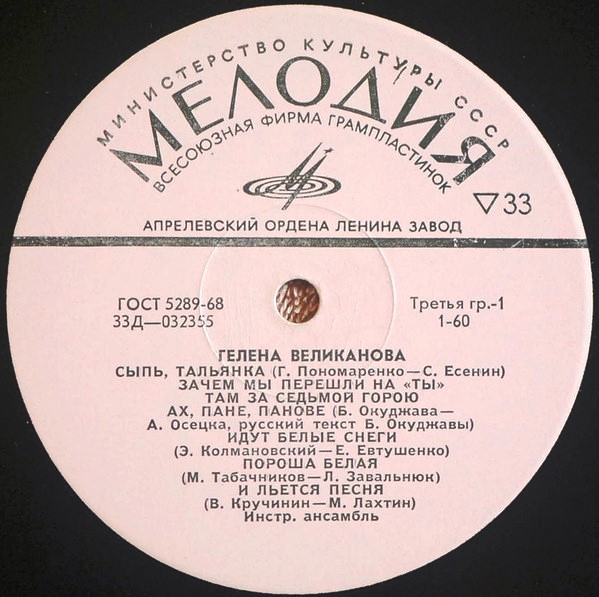 МИНИСТЕРСТВО КУЛЬТУРЫ СССР
МЕЛОДИЯ
ВСЕСОЮЗНАЯ ФИРМА ГРАМПЛАСТИНОК
▽33
АПРЕЛЕВСКИЙ ОРДЕНА ЛЕНИНА ЗАВОД
ГОСТ 5289-68
Третья гр.-1
33Д—032355
1-60
ГЕЛЕНА ВЕЛИКАНОВА
СЫПЬ, ТАЛЬЯНКА (Г. Пономаренко—С. Есенин)
ЗАЧЕМ МЫ ПЕРЕШЛИ НА «ТЫ»
ТАМ ЗА СЕДЬМОЙ ГОРОЮ
АХ, ПАНЕ, ПАНОВЕ (Б. Окуджава—
А. Осецка, русский текст Б. Окуджавы)
ИДУТ БЕЛЫЕ СНЕГИ
(Э. Колмановский—Е. Евтушенко)
ПОРОША БЕЛАЯ
(М. Табачников—Л. Завальнюк)
И ЛЬЕТСЯ ПЕСНЯ
(В. Кручинин—М. Лахтин)
Инстр. ансамбль